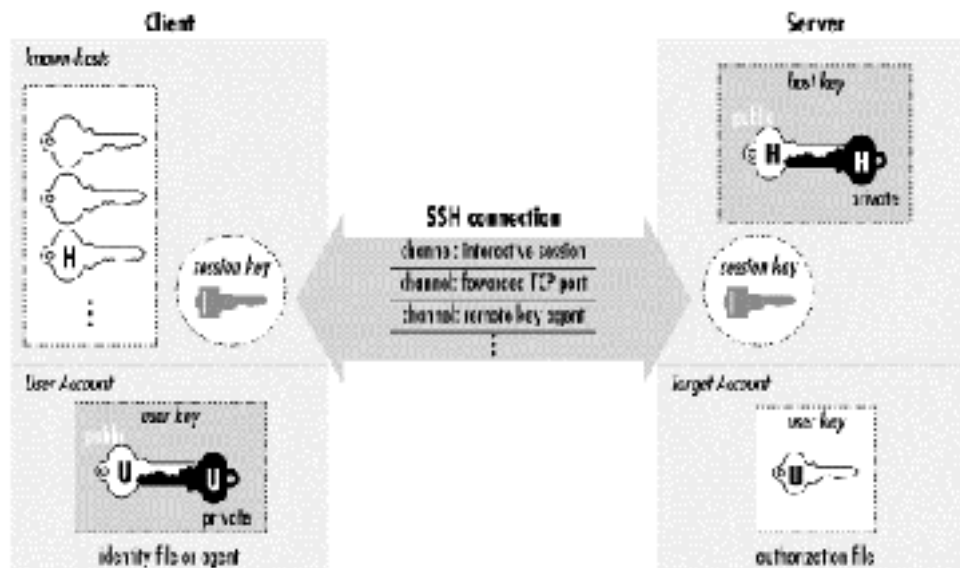 Client
known hosts
H
session key
User Account
user key
public
U
U
private
identity file or agent
SSH connection
channel: interactive session
channel: forwarded TCP port
channel: remote key agent
Server
host key
public
H
H
private
session key
Target Account
user key
U
authorization file